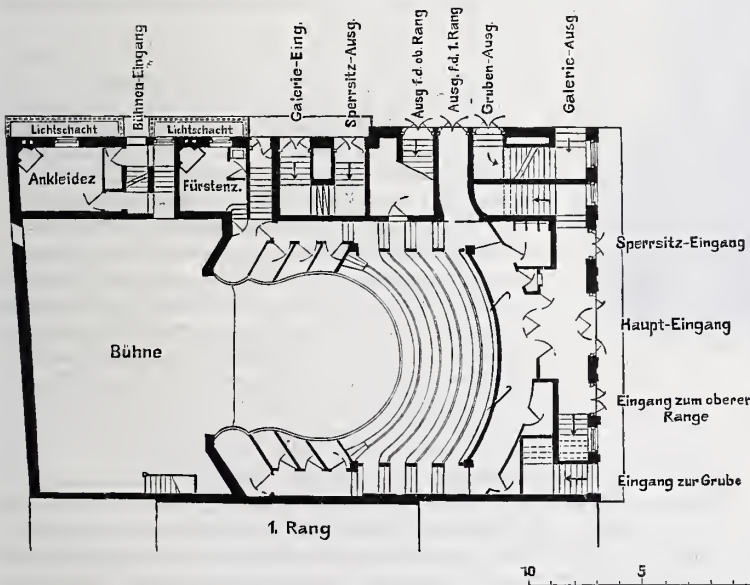 Bühnen-Eingang
Galerie-Eing.
Sperrsitz-Ausg.
Ausg f. d. ob. Rang
Ausg. f. d. 1. Rang
Gruben-Ausg.
Galerie-Ausg.
Lichtschacht
Lichtschacht
Ankleidez
Fürstenz.
Sperrsitz-Eingang
Bühne
Haupt-Eingang
Eingang zum oberer
Range
Eingang zur Grube
1. Rang
10
5